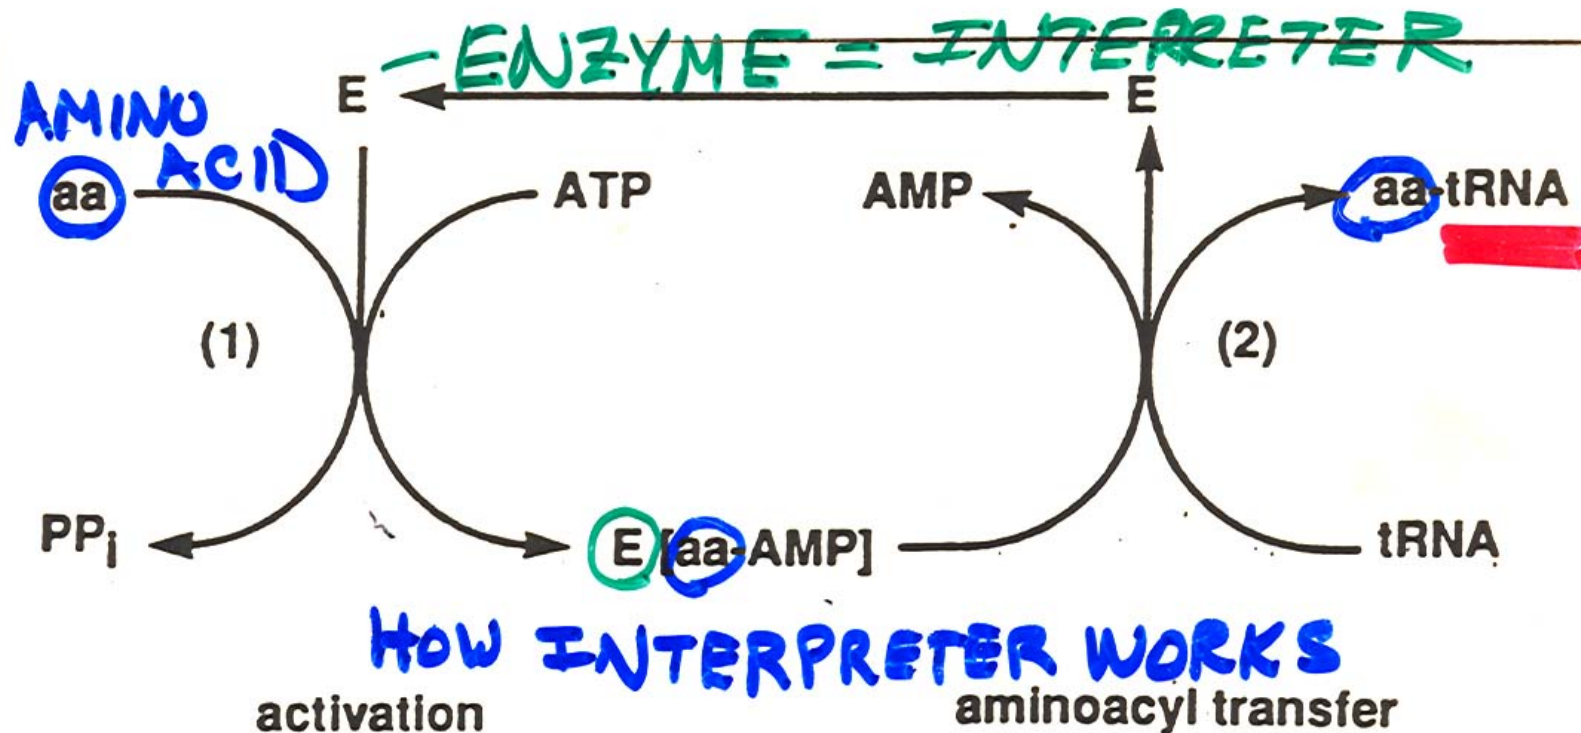 – ENZYME = INTERPRETER
E E
AMINO
ACID
aa ATP AMP aa-tRNA
(1) (2)
PPi E [aa-AMP] tRNA
HOW INTERPRETER WORKS
activation aminoacyl transfer